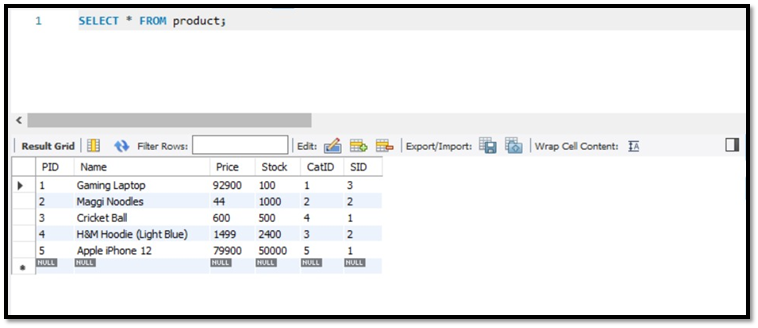 1 SELECT * FROM product;
Result Grid Filter Rows: Edit: Export/Import: Wrap Cell Content: IA
PID Name Price Stock CatID SID
1 Gaming Laptop 92900 100 1 3
2 Maggi Noodles 44 1000 2 2
3 Cricket Ball 600 500 4 1
4 H&M Hoodie (Light Blue) 1499 2400 3 2
5 Apple iPhone 12 79900 50000 5 1
NULL NULL NULL NULL NULL NULL